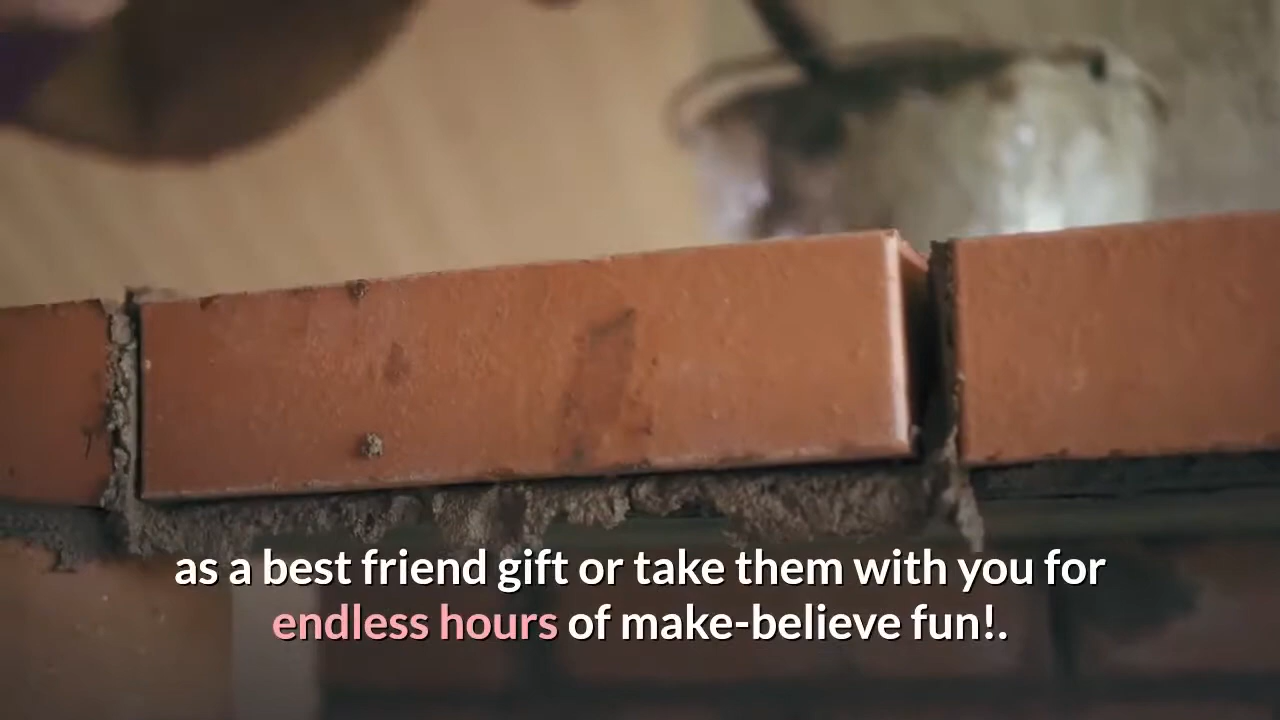 as a best friend gift or take them with you for
endless hours of make-believe fun!.